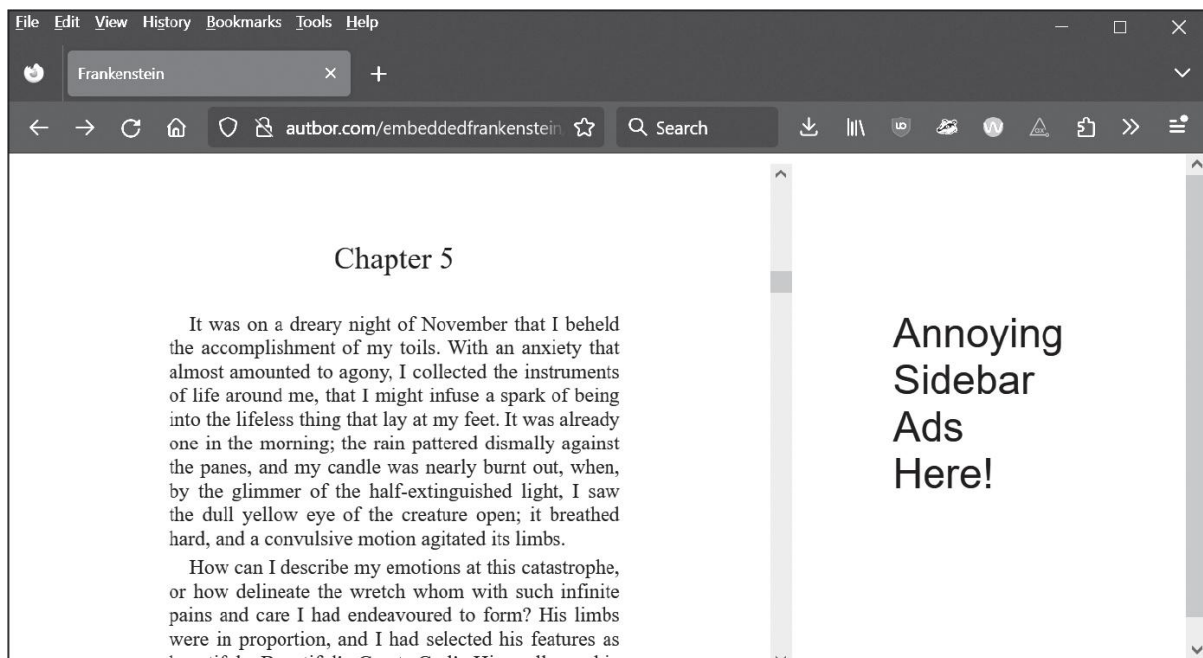 File Edit View History Bookmarks Tools Help
Frankenstein
autbor.com/embeddedfrankenstein
Search
Chapter 5
It was on a dreary night of November that I beheld
the accomplishment of my toils. With an anxiety that
almost amounted to agony, I collected the instruments
of life around me, that I might infuse a spark of being
into the lifeless thing that lay at my feet. It was already
one in the morning; the rain pattered dismally against
the panes, and my candle was nearly burnt out, when,
by the glimmer of the half-extinguished light, I saw
the dull yellow eye of the creature open; it breathed
hard, and a convulsive motion agitated its limbs.
How can I describe my emotions at this catastrophe,
or how delineate the wretch whom with such infinite
pains and care I had endeavoured to form? His limbs
were in proportion, and I had selected his features as
Annoying
Sidebar
Ads
Here!